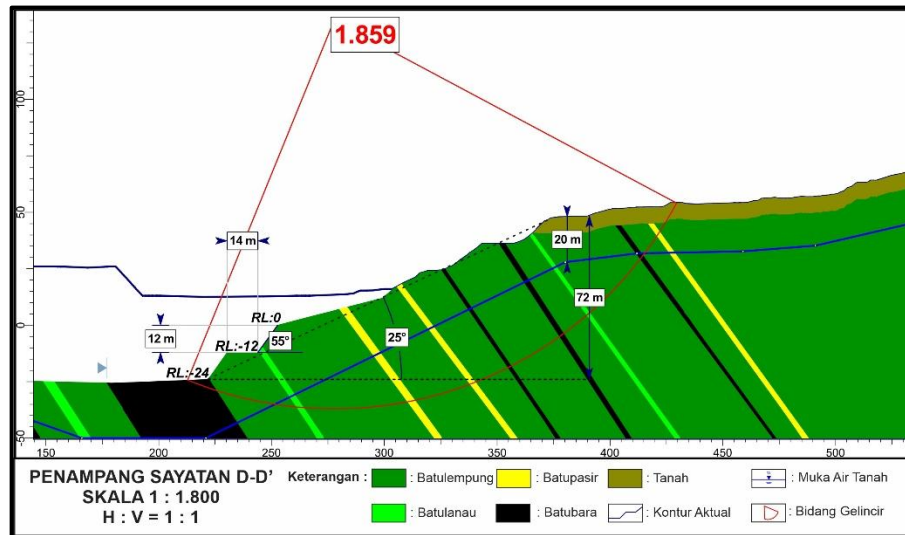 1.859
100
50
0
-50
14 m
20 m
72 m
12 m
RL:0
RL:-12
RL:-24
55°
25°
150
200
250
300
350
400
450
500
PENAMPANG SAYATAN D-D'
SKALA 1 : 1.800
H : V = 1 : 1
Keterangan :
: Batulempung
: Batupasir
: Tanah
: Muka Air Tanah
: Batulanau
: Batubara
: Kontur Aktual
: Bidang Gelincir